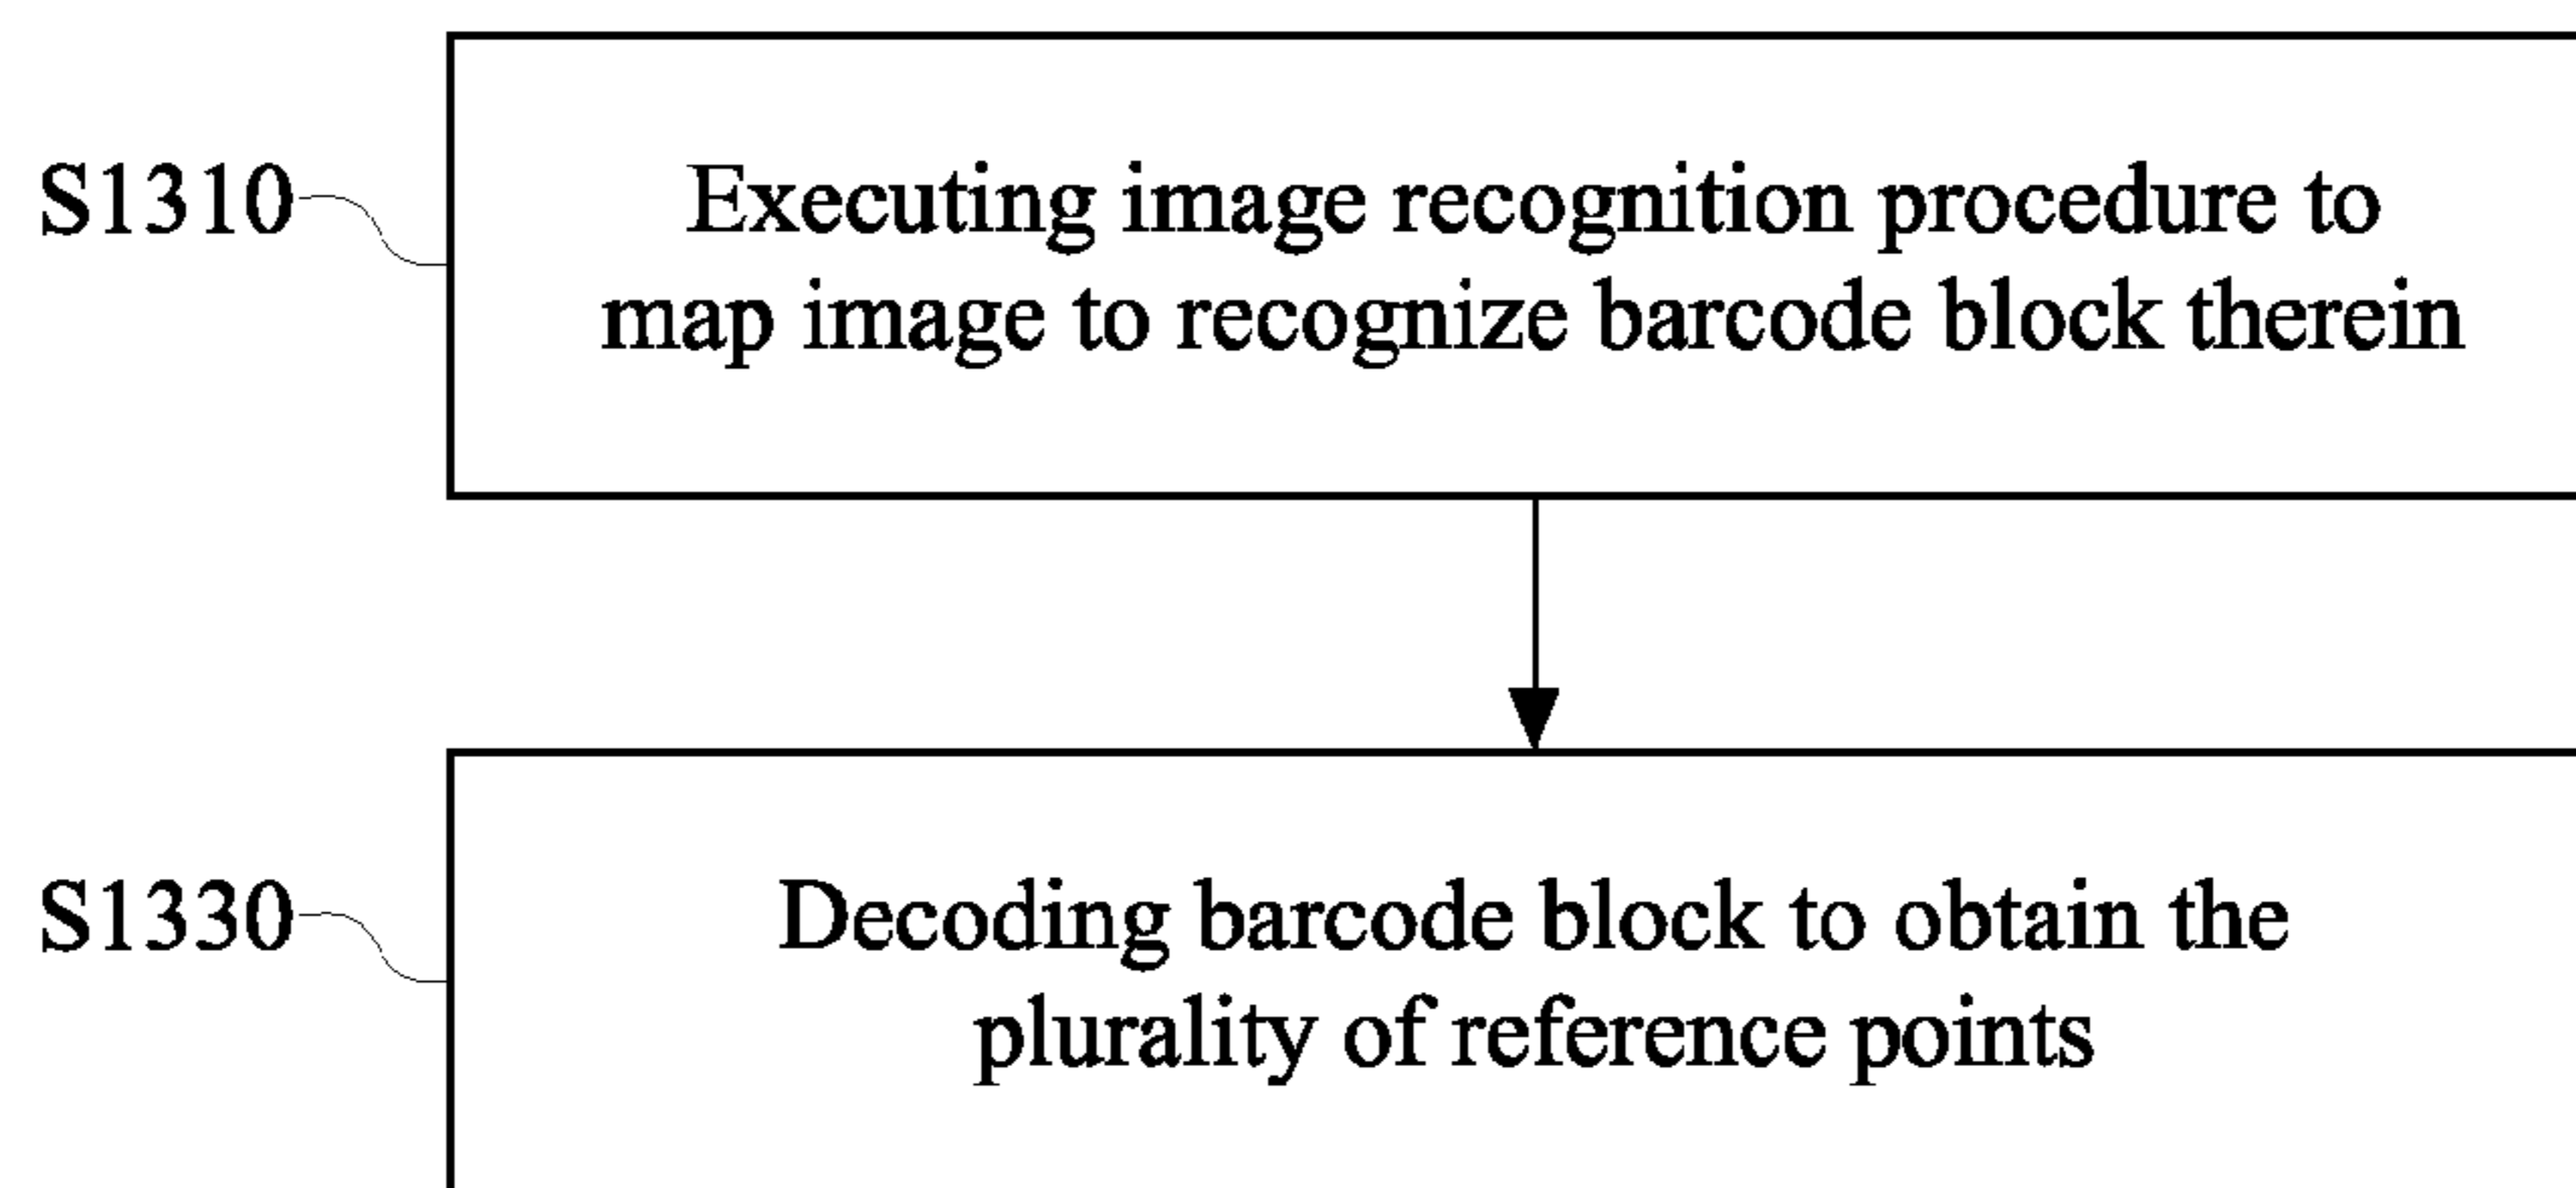 S1310
Executing image recognition procedure to
map image to recognize barcode block therein
S1330
Decoding barcode block to obtain the
plurality of reference points